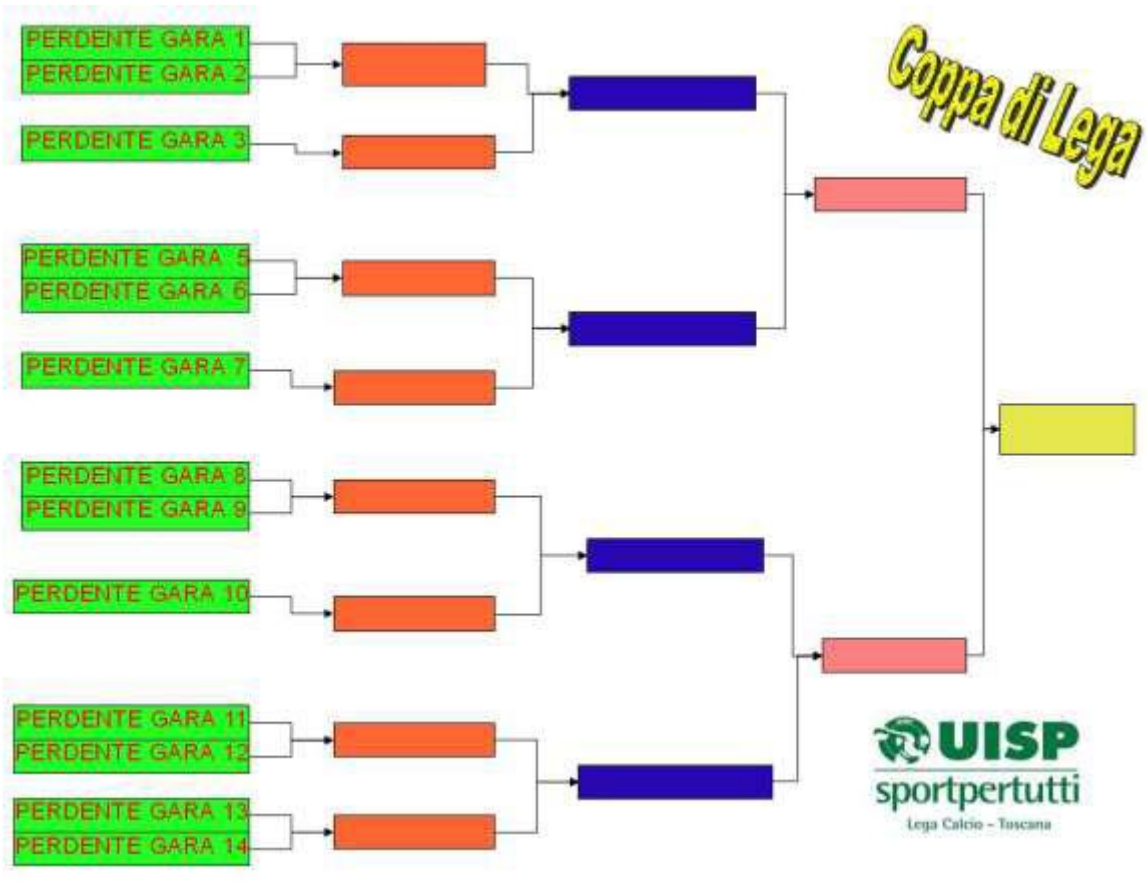 PERDENTE GARA 1
PERDENTE GARA 2
Coppa di Lega
PERDENTE GARA 3
PERDENTE GARA 5
PERDENTE GARA 6
PERDENTE GARA 7
PERDENTE GARA 8
PERDENTE GARA 9
PERDENTE GARA 10
PERDENTE GARA 11
PERDENTE GARA 12
PERDENTE GARA 13
PERDENTE GARA 14
UISP
sportpertutti
Lega Calcio - Toscana